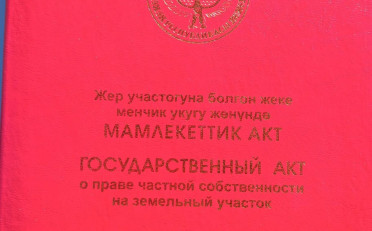 Жер участогуна болгон жеке
менчик укугу жөнүндө
МАМЛЕКЕТТИК АКТ
ГОСУДАРСТВЕННЫЙ АКТ
о праве частной собственности
на земельный участок